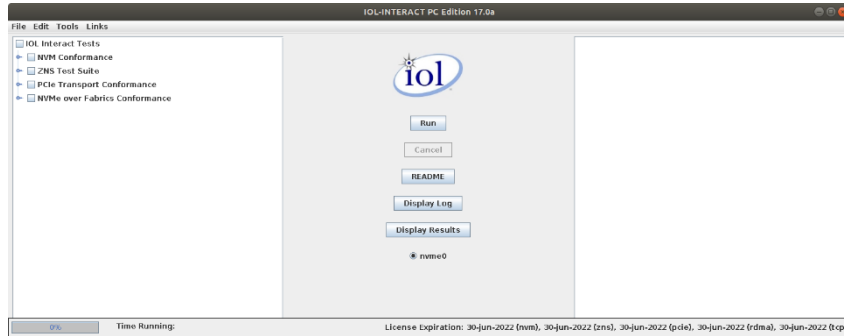 IOL-INTERACT PC Edition 17.0a
File Edit Tools Links
IOL Interact Tests
NVM Conformance
ZNS Test Suite
PCIe Transport Conformance
NVMe over Fabrics Conformance
iol
Run
Cancel
README
Display Log
Display Results
nvme0
0% Time Running: License Expiration: 30-jun-2022 (nvm), 30-jun-2022 (zns), 30-jun-2022 (pcie), 30-jun-2022 (rdma), 30-jun-2022 (tcp